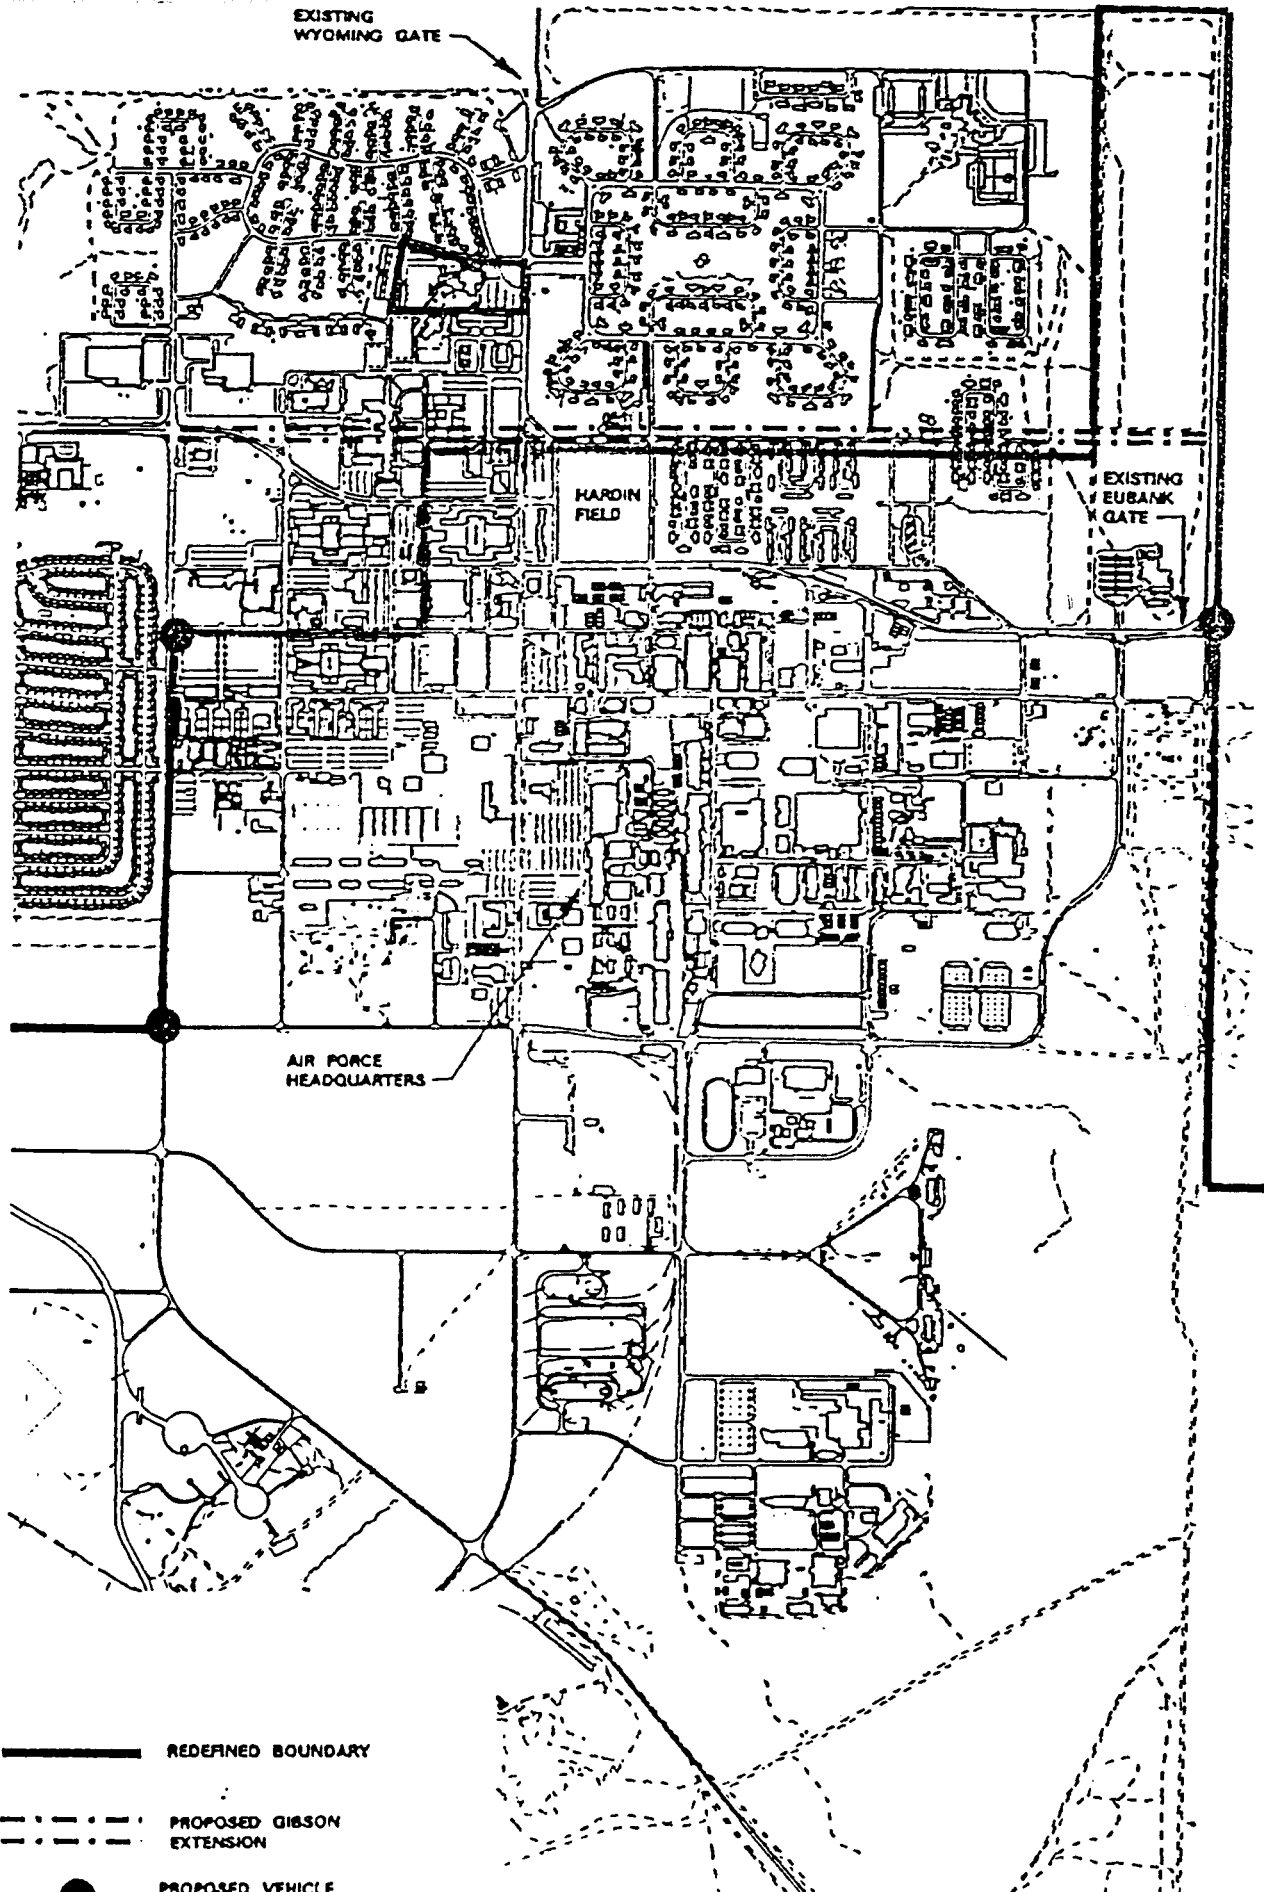 EXISTING
WYOMING GATE
HARDIN
FIELD
EXISTING
EUBANK
GATE
AIR FORCE
HEADQUARTERS
REDEFINED BOUNDARY
PROPOSED GIBSON
EXTENSION
PROPOSED VEHICLE